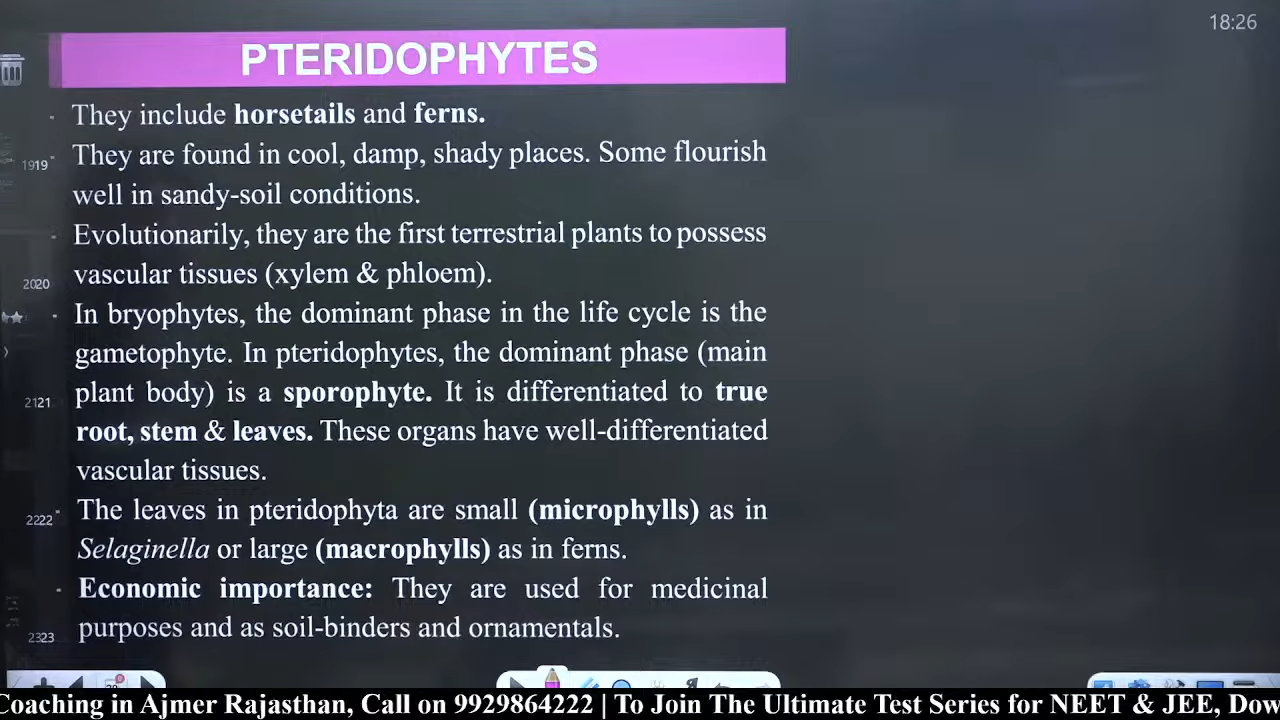 18:26
PTERIDOPHYTES
They include horsetails and ferns.
They are found in cool, damp, shady places. Some flourish
1919
well in sandy-soil conditions.
Evolutionarily, they are the first terrestrial plants to possess
vascular tissues (xylem & phloem).
2020
In bryophytes, the dominant phase in the life cycle is the
gametophyte. In pteridophytes, the dominant phase (main
plant body) is a sporophyte. It is differentiated to true
2121
root, stem & leaves. These organs have well-differentiated
vascular tissues.
The leaves in pteridophyta are small (microphylls) as in
2222
Selaginella or large (macrophylls) as in ferns.
Economic importance: They are used for medicinal
purposes and as soil-binders and ornamentals.
2323
Coaching in Ajmer Rajasthan, Call on 9929864222 | To Join The Ultimate Test Series for NEET & JEE, Dow